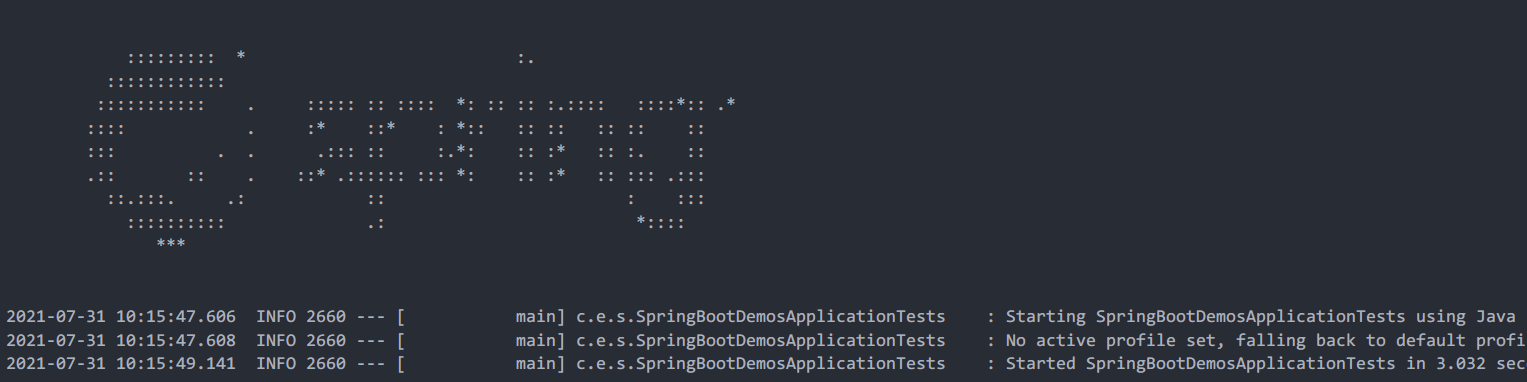 ::::::::: *                            :.
        ::::::::::::
       :::::::::::    .     ::::: :: ::::  *: :: :: :.::::   ::::*:: .*
      ::::            .     :*    ::*    : *::   :: ::   :: ::    ::
      :::         .  .      .::: ::     :.*:    :: :*   :: :.    ::
      .::       ::    .    ::* .:::::: ::: *:    :: :*   :: ::: .:::
        ::.:::.     .:            ::                        :    :::
          ::::::::::              .:                         *::::
             ***
2021-07-31 10:15:47.606  INFO 2660 --- [           main] c.e.s.SpringBootDemosApplicationTests    : Starting SpringBootDemosApplicationTests using Java
2021-07-31 10:15:47.608  INFO 2660 --- [           main] c.e.s.SpringBootDemosApplicationTests    : No active profile set, falling back to default profi
2021-07-31 10:15:49.141  INFO 2660 --- [           main] c.e.s.SpringBootDemosApplicationTests    : Started SpringBootDemosApplicationTests in 3.032 sec